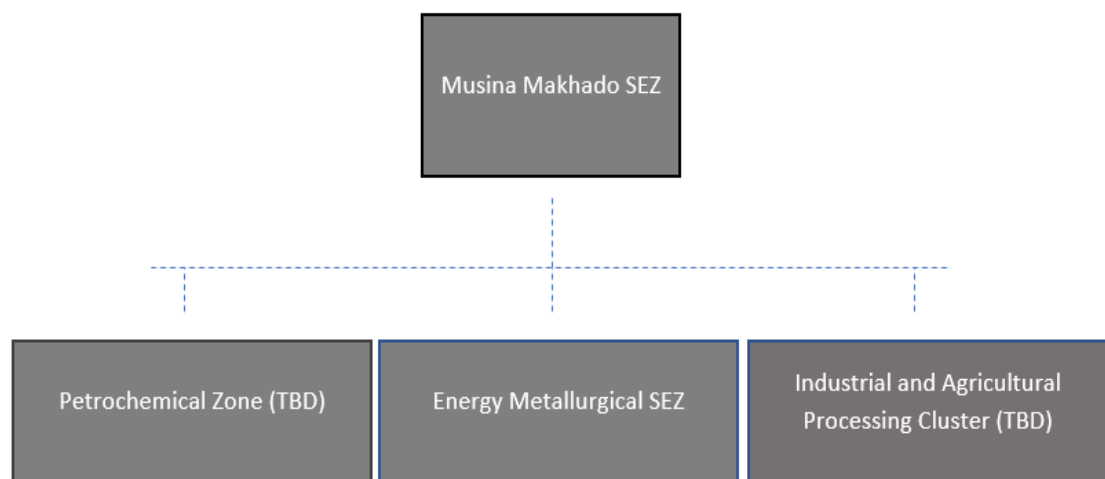 Musina Makhado SEZ
Petrochemical Zone (TBD)
Energy Metallurgical SEZ
Industrial and Agricultural
Processing Cluster (TBD)